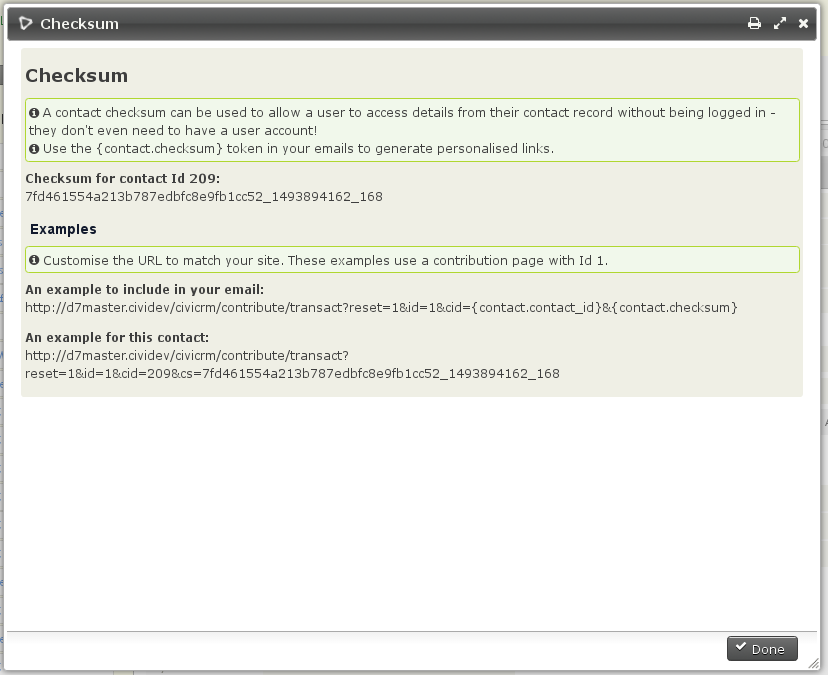 Checksum
Checksum
A contact checksum can be used to allow a user to access details from their contact record without being logged in -
they don't even need to have a user account!
Use the {contact.checksum} token in your emails to generate personalised links.
Checksum for contact Id 209:
7fd461554a213b787edbfc8e9fb1cc52_1493894162_168
Examples
Customise the URL to match your site. These examples use a contribution page with Id 1.
An example to include in your email:
http://d7master.cividev/civicrm/contribute/transact?reset=1&id=1&cid={contact.contact_id}&{contact.checksum}
An example for this contact:
http://d7master.cividev/civicrm/contribute/transact?
reset=1&id=1&cid=209&cs=7fd461554a213b787edbfc8e9fb1cc52_1493894162_168
Done